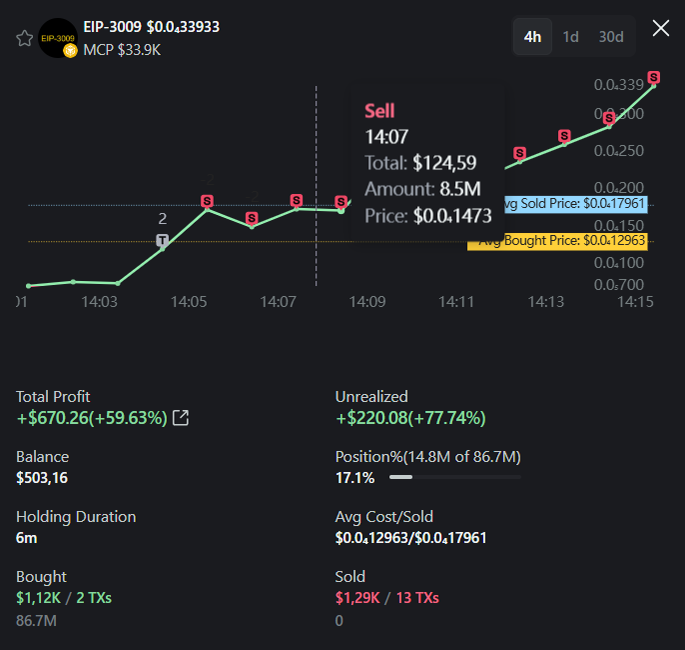 EIP-3009 $0.0₄33933
EIP-3009
MCP $33.9K
4h 1d 30d
0.0₄339
0.0₄300
0.0₄250
0.0₄200
0.0₄150
0.0₄100
0.0₅700
S
S
S
S
S
S
S
S
2
T
Sell
14:07
Total: $124,59
Amount: 8.5M
Price: $0.0₄1473
vg Sold Price: $0.0₄17961
Avg Bought Price: $0.0₄12963
01 14:03 14:05 14:07 14:09 14:11 14:13 14:15
Total Profit
+$670.26(+59.63%)
Unrealized
+$220.08(+77.74%)
Balance
$503,16
Position%(14.8M of 86.7M)
17.1%
Holding Duration
6m
Avg Cost/Sold
$0.0₄12963/$0.0₄17961
Bought
$1,12K / 2 TXs
86.7M
Sold
$1,29K / 13 TXs
0